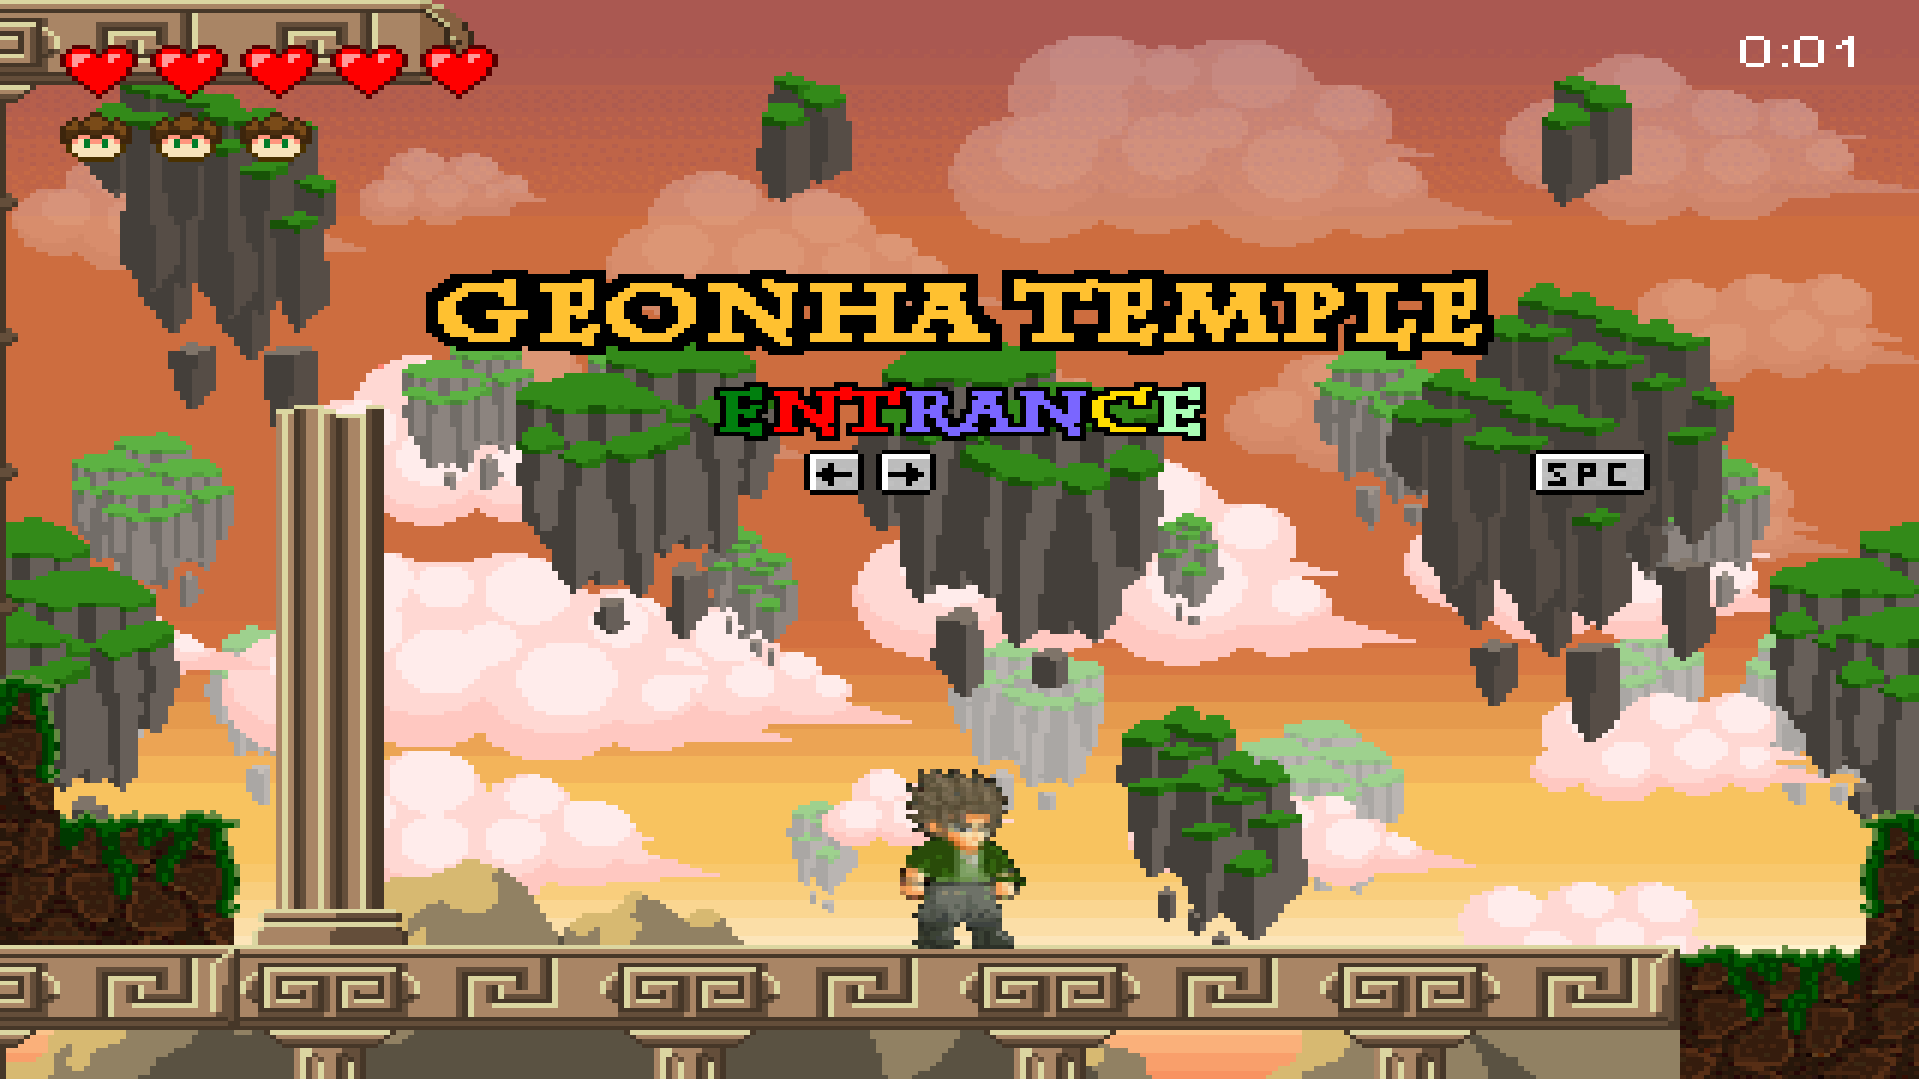 0:01
GEONHA TEMPLE
ENTRANCE
← → SPC